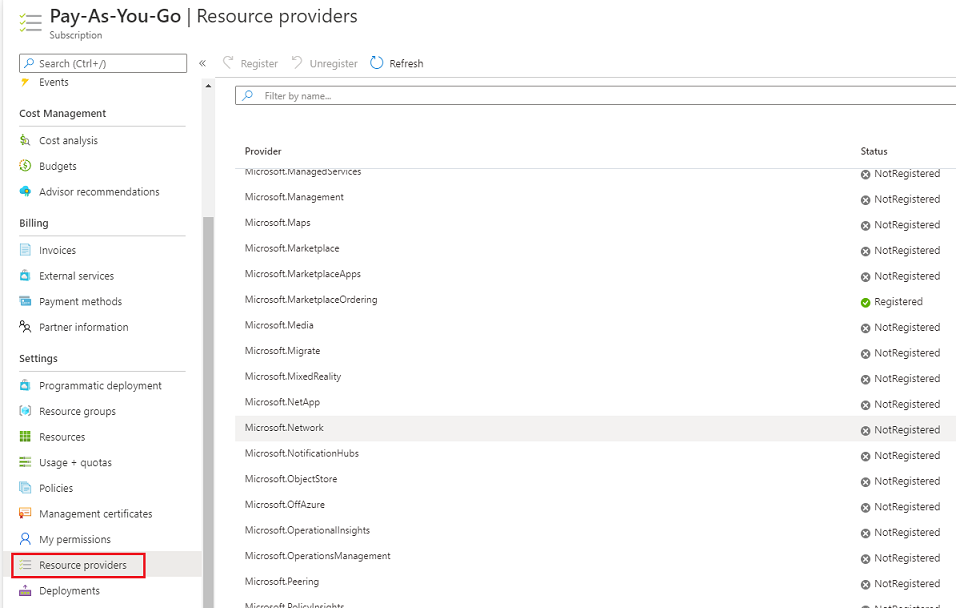 Pay-As-You-Go | Resource providers
Subscription
Search (Ctrl+/)
«
Register
Unregister
Refresh
Events
Cost Management
Cost analysis
Budgets
Advisor recommendations
Billing
Invoices
External services
Payment methods
Partner information
Settings
Programmatic deployment
Resource groups
Resources
Usage + quotas
Policies
Management certificates
My permissions
Resource providers
Deployments
Filter by name...
Provider Status
Microsoft.ManagedServices NotRegistered
Microsoft.Management NotRegistered
Microsoft.Maps NotRegistered
Microsoft.Marketplace NotRegistered
Microsoft.MarketplaceApps NotRegistered
Microsoft.MarketplaceOrdering Registered
Microsoft.Media NotRegistered
Microsoft.Migrate NotRegistered
Microsoft.MixedReality NotRegistered
Microsoft.NetApp NotRegistered
Microsoft.Network NotRegistered
Microsoft.NotificationHubs NotRegistered
Microsoft.ObjectStore NotRegistered
Microsoft.OffAzure NotRegistered
Microsoft.OperationalInsights NotRegistered
Microsoft.OperationsManagement NotRegistered
Microsoft.Peering NotRegistered
Microsoft.PolicyInsights